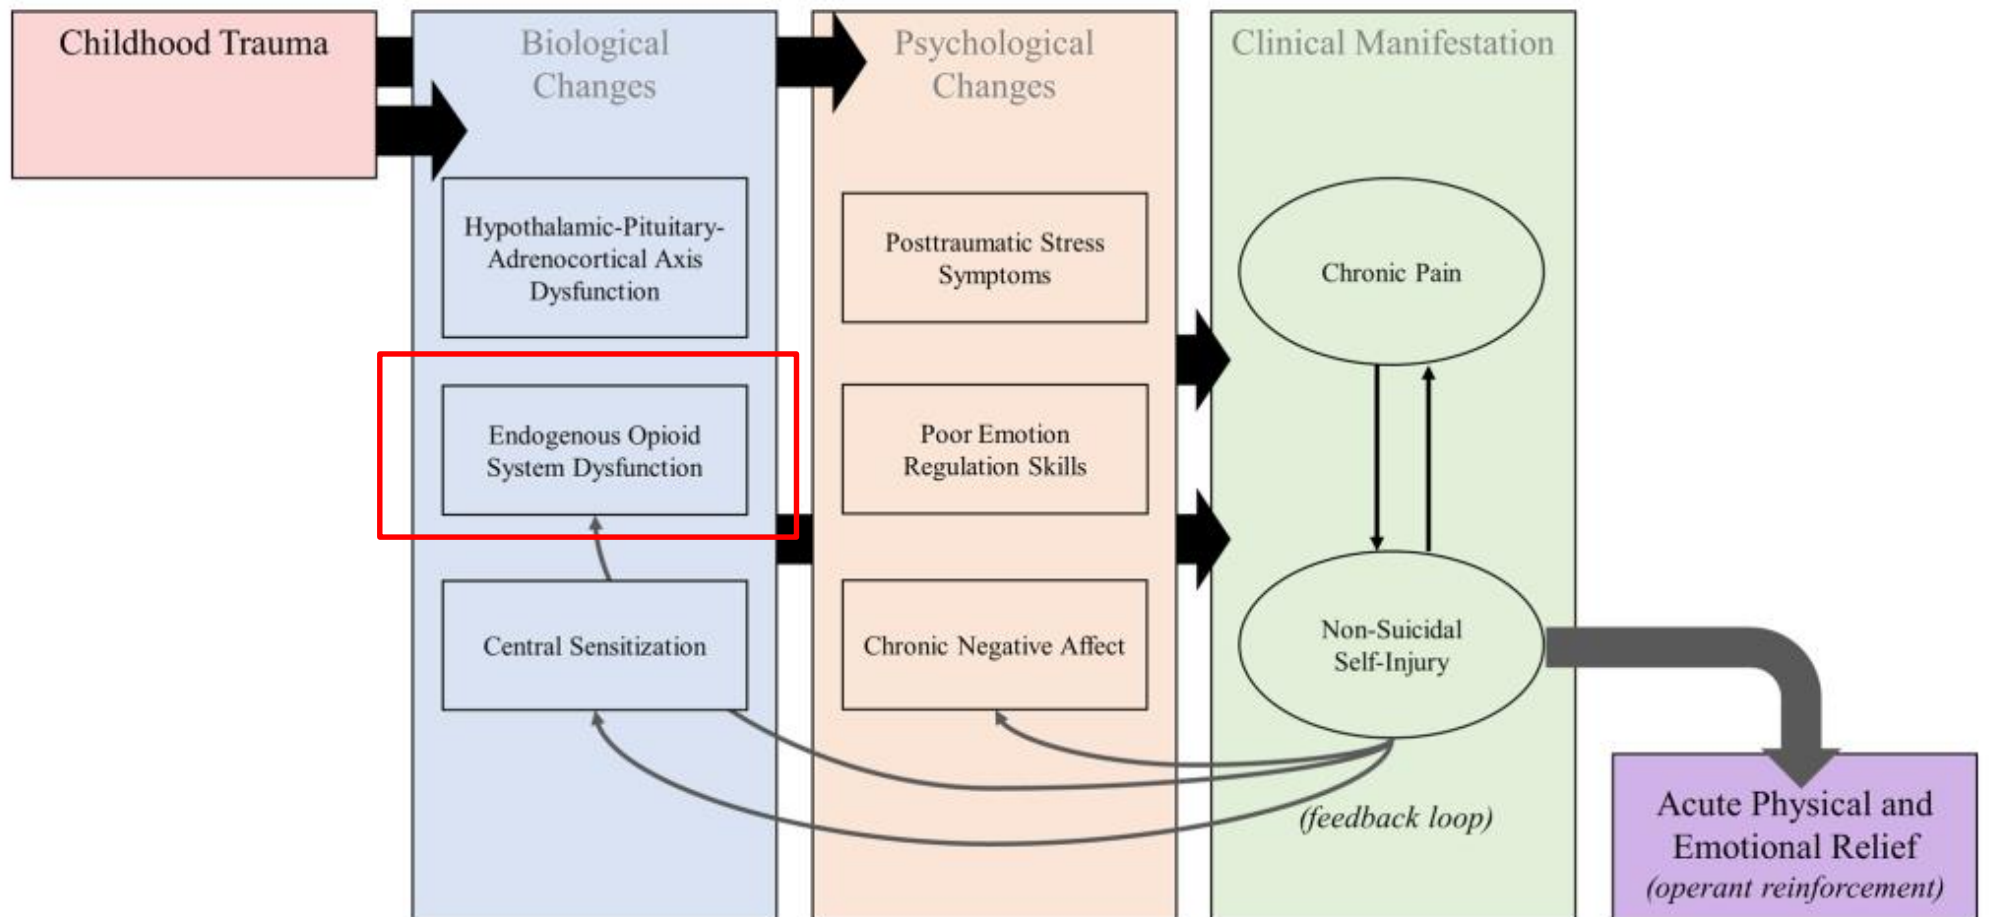 Childhood Trauma
Biological
Changes
Hypothalamic-Pituitary-
Adrenocortical Axis
Dysfunction
Endogenous Opioid
System Dysfunction
Central Sensitization
Psychological
Changes
Posttraumatic Stress
Symptoms
Poor Emotion
Regulation Skills
Chronic Negative Affect
Clinical Manifestation
Chronic Pain
Non-Suicidal
Self-Injury
(feedback loop)
Acute Physical and
Emotional Relief
(operant reinforcement)